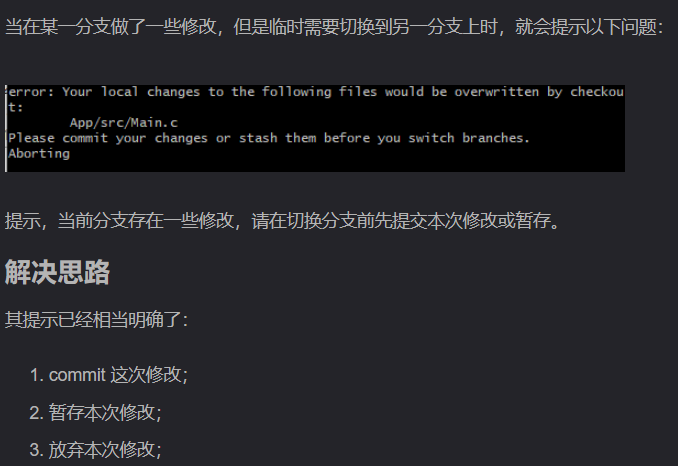 当在某一分支做了一些修改，但是临时需要切换到另一分支上时，就会提示以下问题：
error: Your local changes to the following files would be overwritten by checkou
t:
App/src/Main.c
Please commit your changes or stash them before you switch branches.
Aborting
提示，当前分支存在一些修改，请在切换分支前先提交本次修改或暂存。
解决思路
其提示已经相当明确了：
1. commit 这次修改；
2. 暂存本次修改；
3. 放弃本次修改；